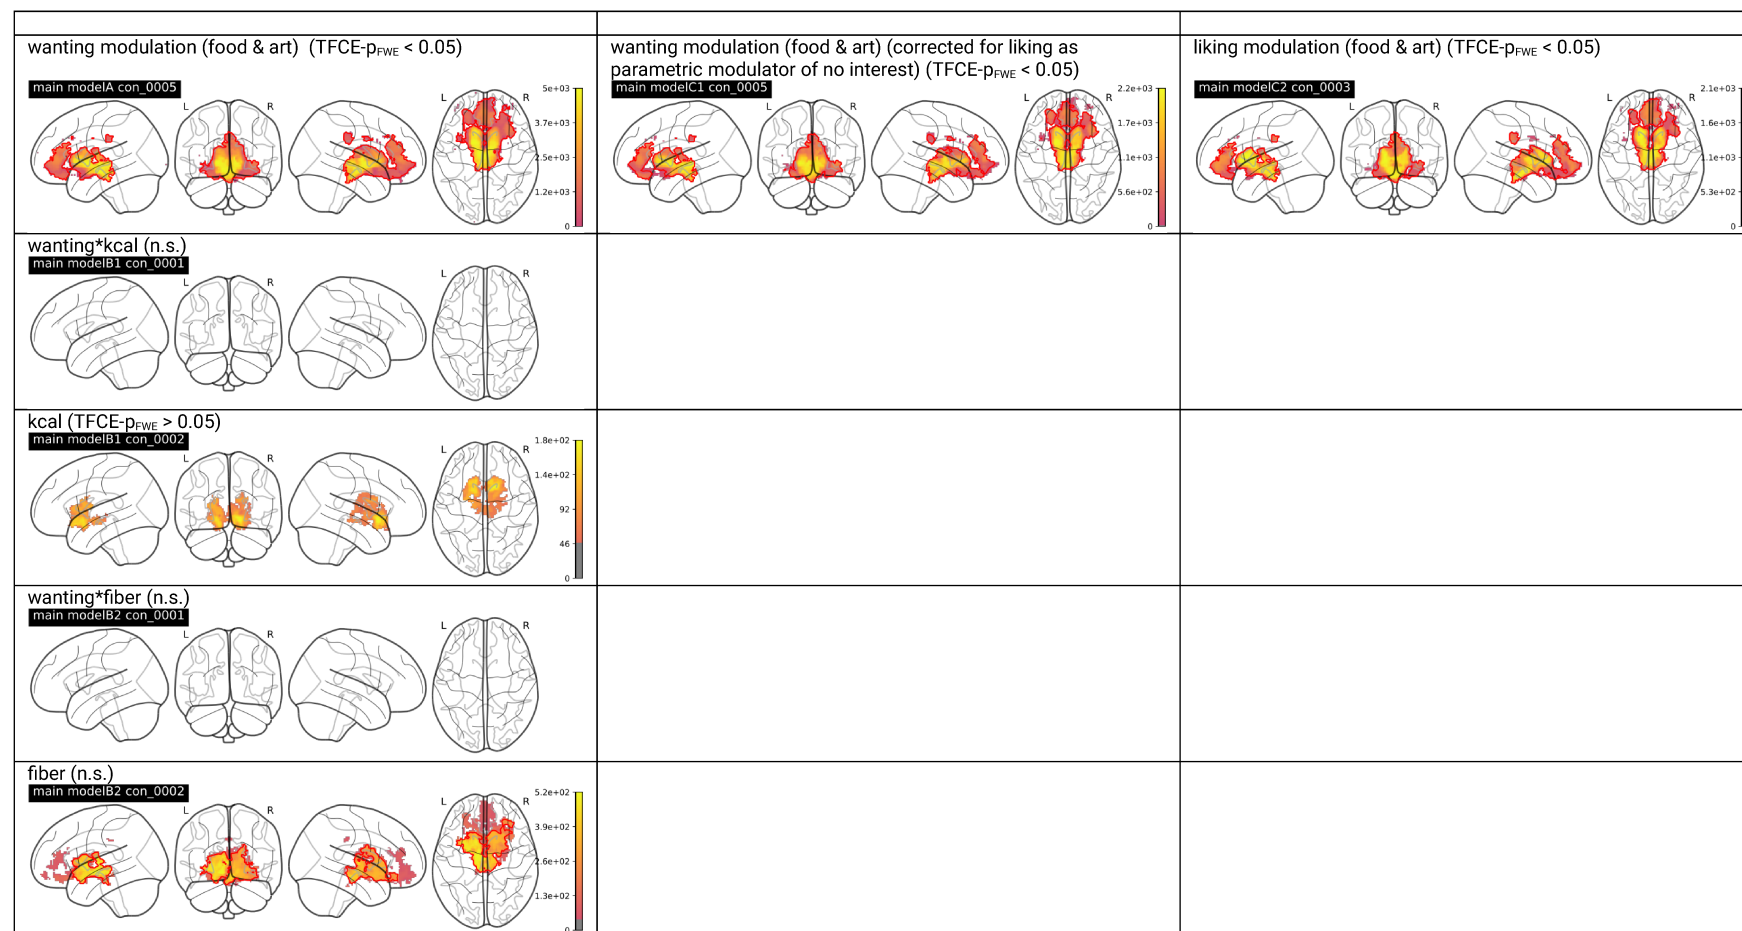 wanting modulation (food & art) (TFCE-pFWE < 0.05)
main modelA con_0005
L R L R
5e+03
3.7e+03
2.5e+03
1.2e+03
0
wanting modulation (food & art) (corrected for liking as
parametric modulator of no interest) (TFCE-pFWE < 0.05)
main modelC1 con_0005
L R L R
2.2e+03
1.7e+03
1.1e+03
5.6e+02
0
liking modulation (food & art) (TFCE-pFWE < 0.05)
main modelC2 con_0003
L R L R
2.1e+03
1.6e+03
1.1e+03
5.3e+02
0
wanting*kcal (n.s.)
main modelB1 con_0001
L R L R
kcal (TFCE-pFWE > 0.05)
main modelB1 con_0002
L R L R
1.8e+02
1.4e+02
92
46
0
wanting*fiber (n.s.)
main modelB2 con_0001
L R L R
fiber (n.s.)
main modelB2 con_0002
L R L R
5.2e+02
3.9e+02
2.6e+02
1.3e+02
0